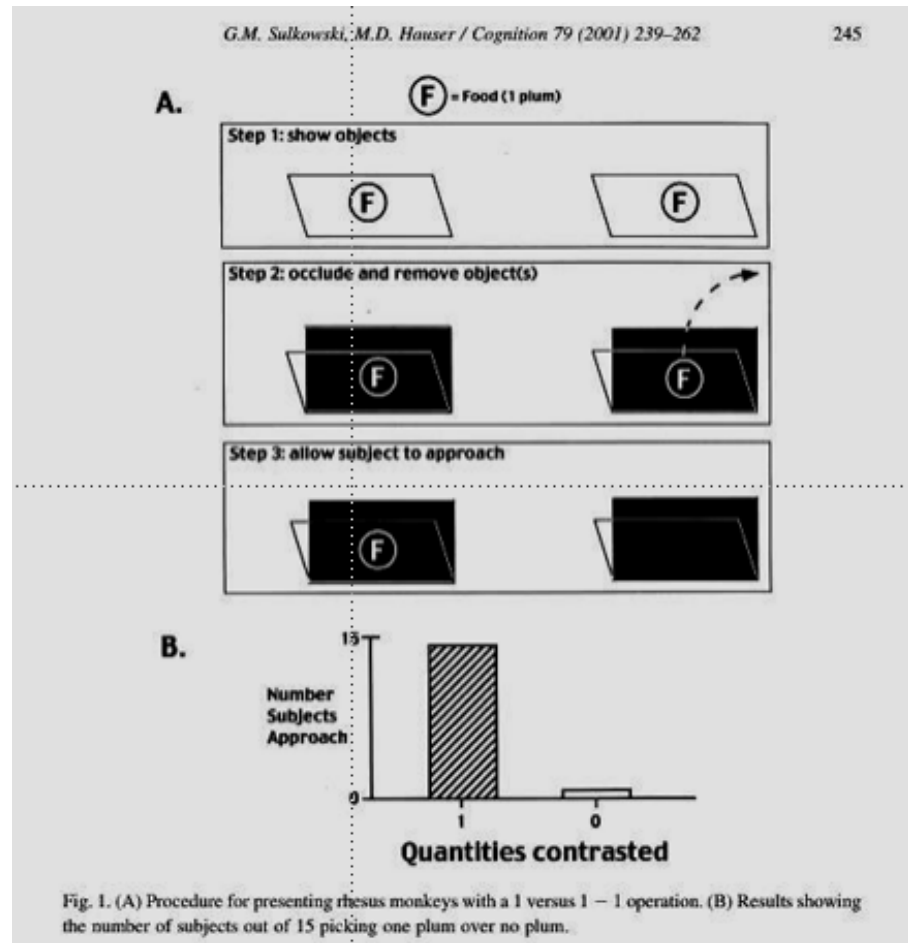 G.M. Sulkowski, M.D. Hauser / Cognition 79 (2001) 239–262 245
A.
F = Food (1 plum)
Step 1: show objects
F F
Step 2: occlude and remove object(s)
F F
Step 3: allow subject to approach
F
B.
15
Number
Subjects
Approach
0
1 0
Quantities contrasted
Fig. 1. (A) Procedure for presenting rhesus monkeys with a 1 versus 1 − 1 operation. (B) Results showing
the number of subjects out of 15 picking one plum over no plum.